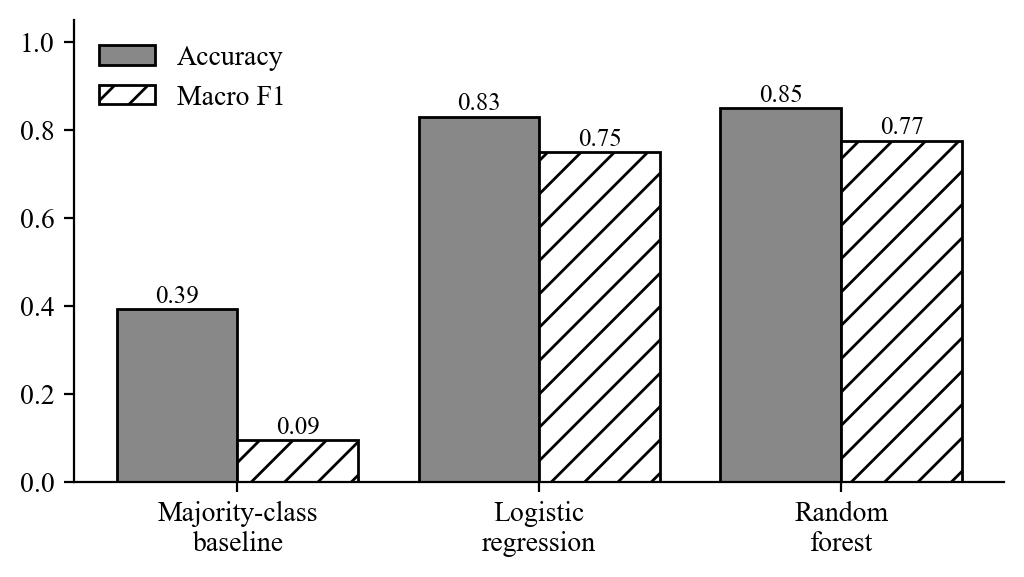 1.0
0.8
0.6
0.4
0.2
0.0
Accuracy
Macro F1
0.39
0.09
0.83
0.75
0.85
0.77
Majority-class
baseline
Logistic
regression
Random
forest